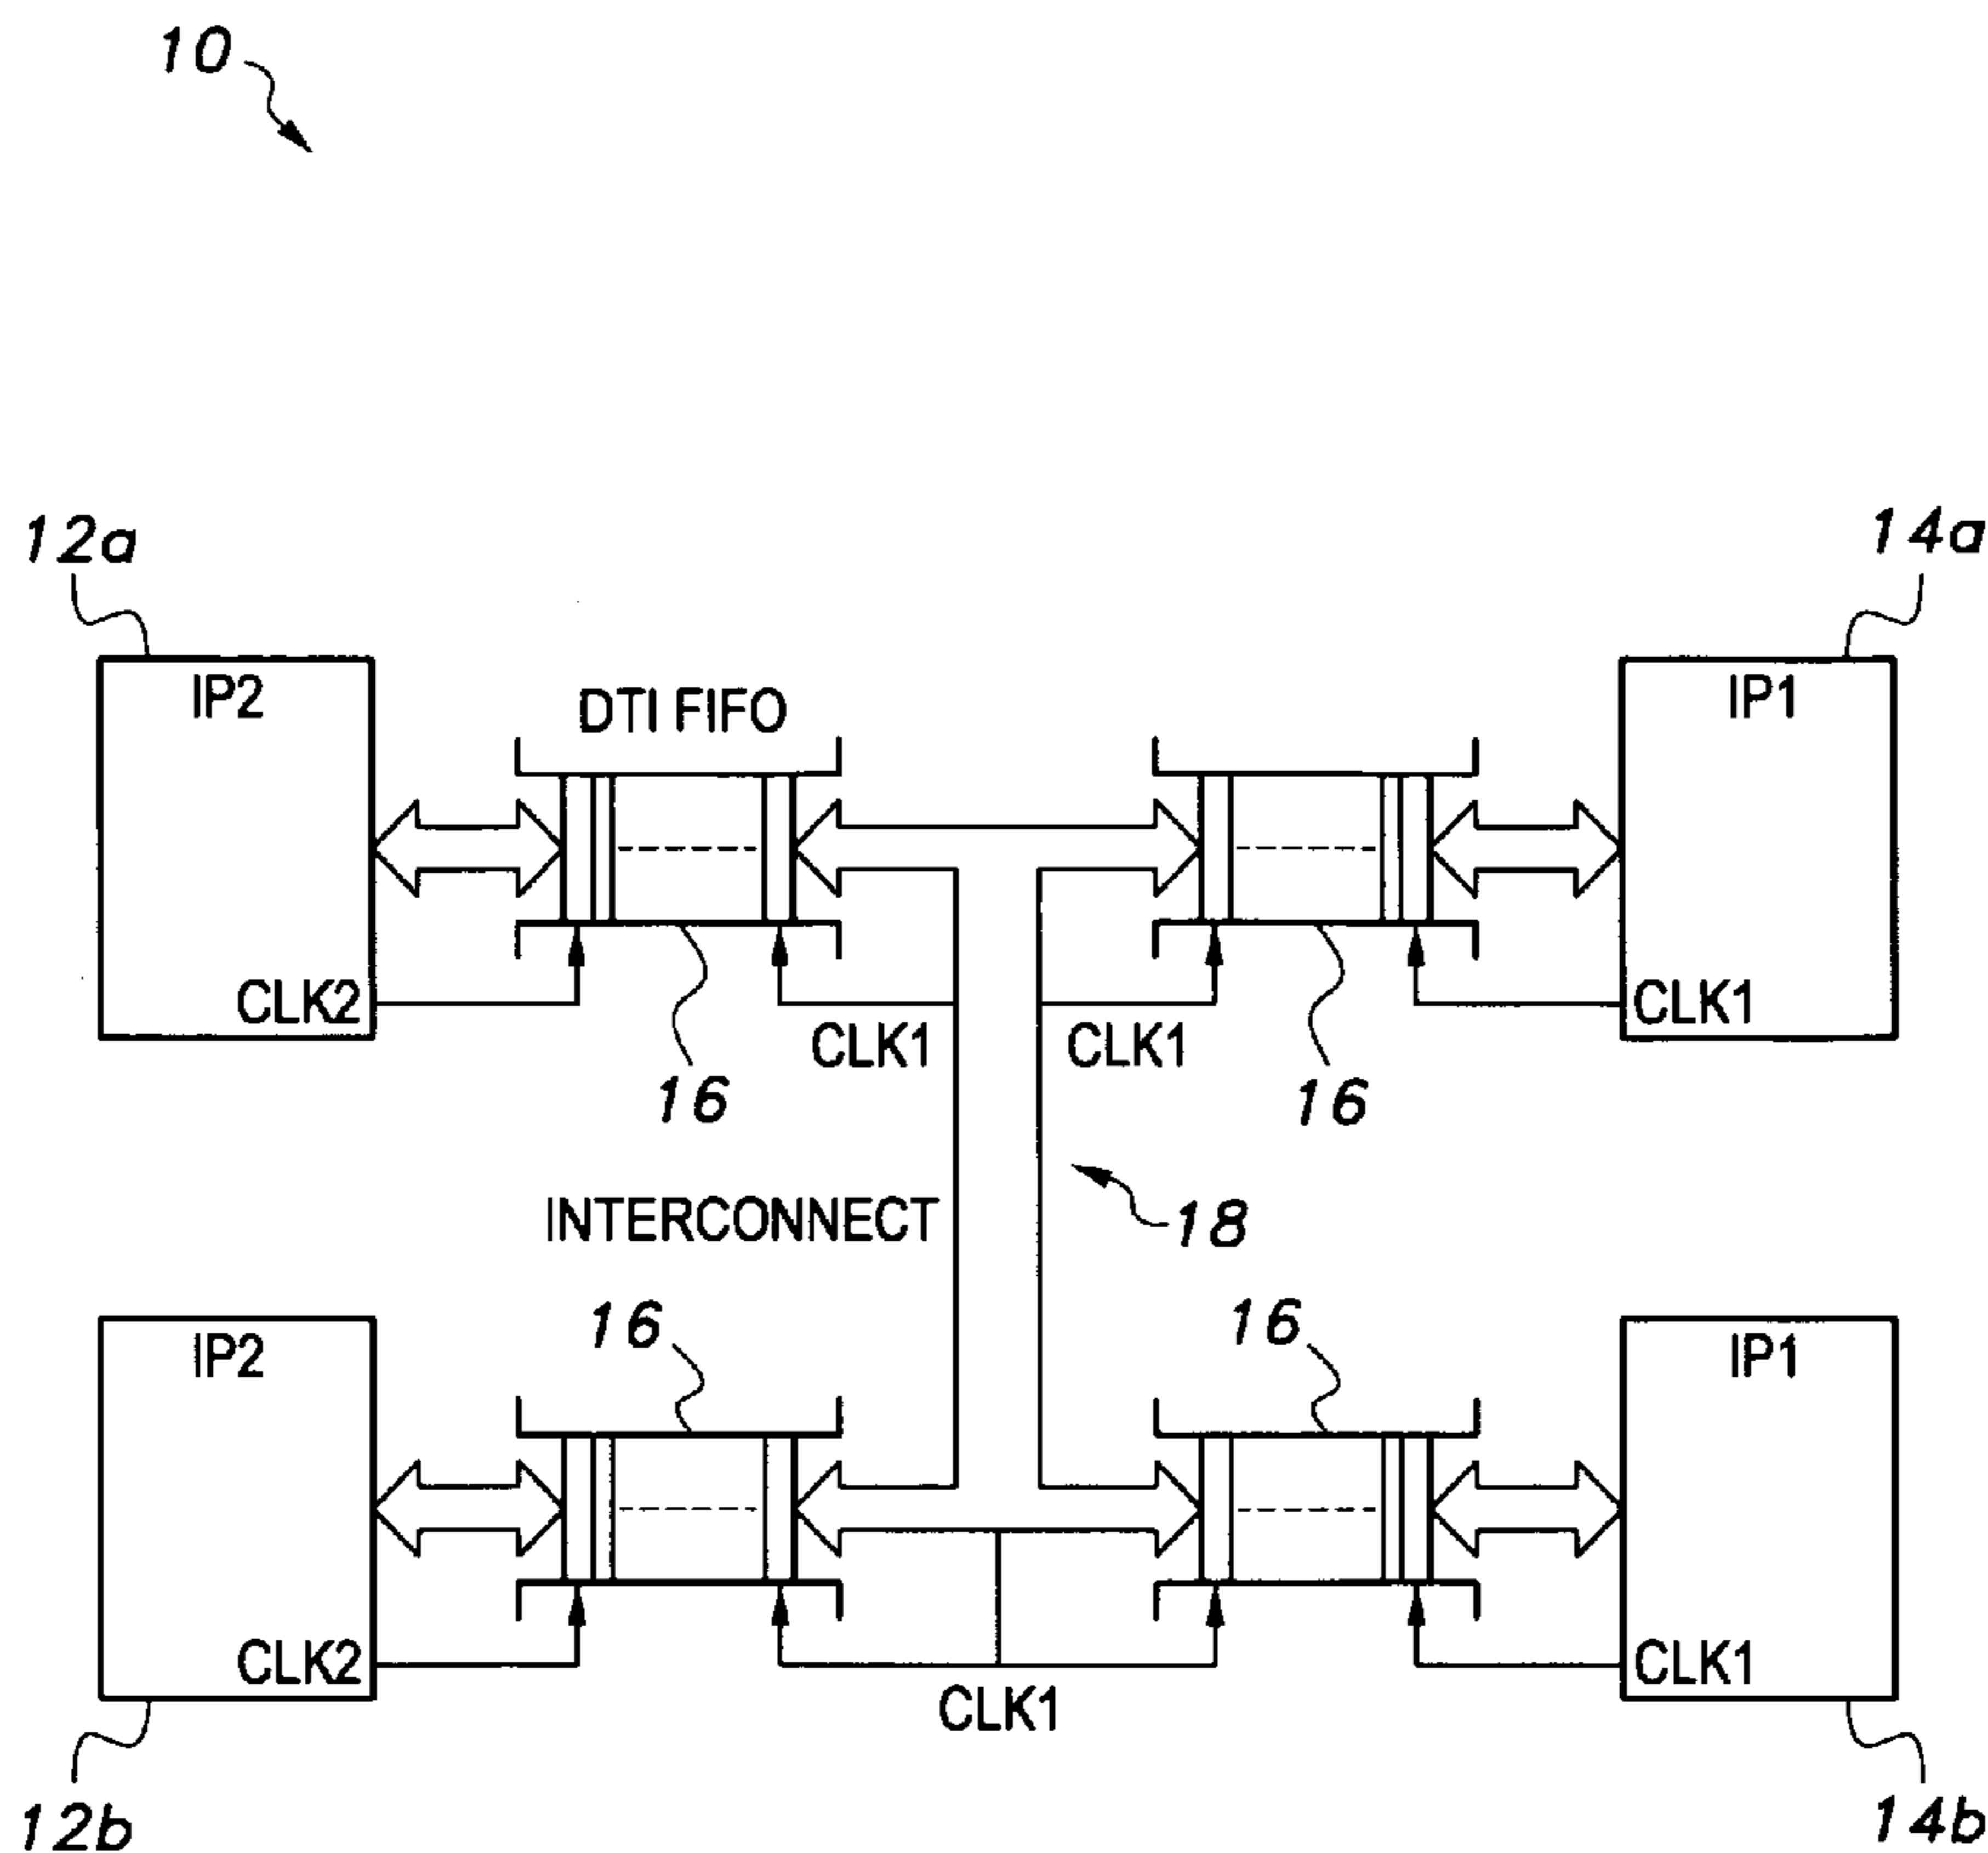 10
12a
14a
IP2
DTI FIFO
IP1
CLK2
CLK1
CLK1
CLK1
16
16
INTERCONNECT
18
16
16
IP2
IP1
CLK2
CLK1
CLK1
12b
14b